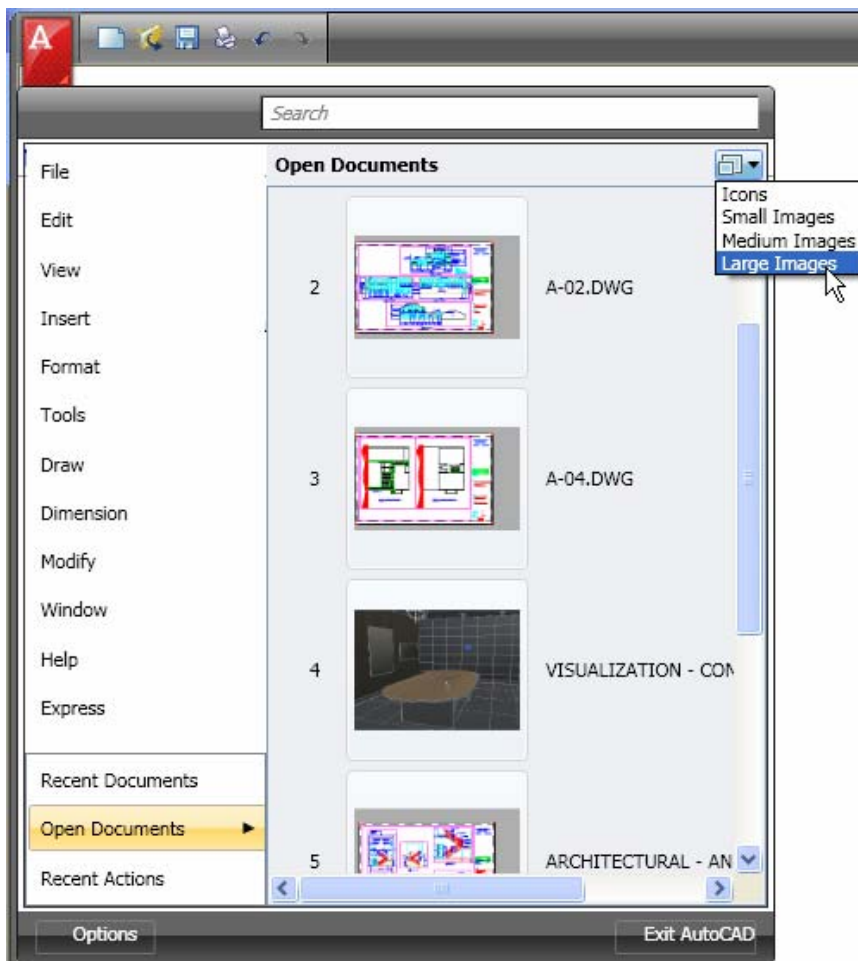 A
Search
File
Edit
View
Insert
Format
Tools
Draw
Dimension
Modify
Window
Help
Express
Recent Documents
Open Documents
Recent Actions
Open Documents
Icons
Small Images
Medium Images
Large Images
2 A-02.DWG
3 A-04.DWG
4 VISUALIZATION - CON
5 ARCHITECTURAL - AN
Options
Exit AutoCAD